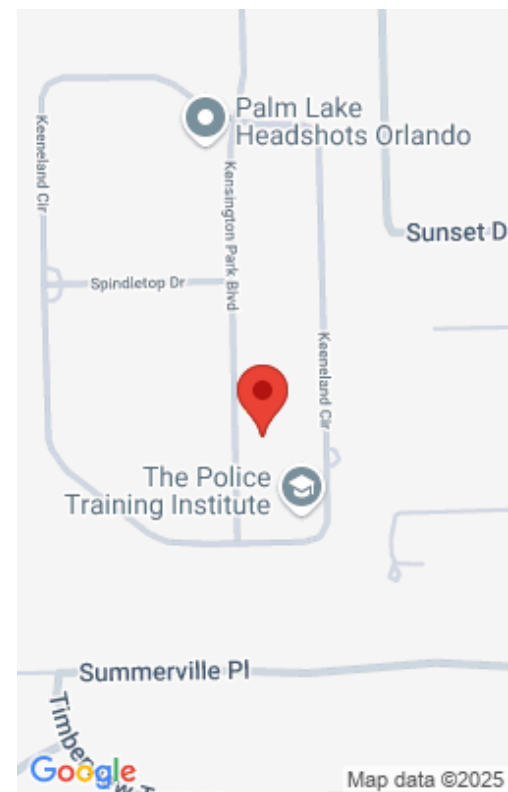 Palm Lake
Headshots Orlando
Keeneland Cir
Kensington Park Blvd
Sunset D
Spindletop Dr
Keeneland Cir
The Police
Training Institute
Summerville Pl
Google
Map data ©2025